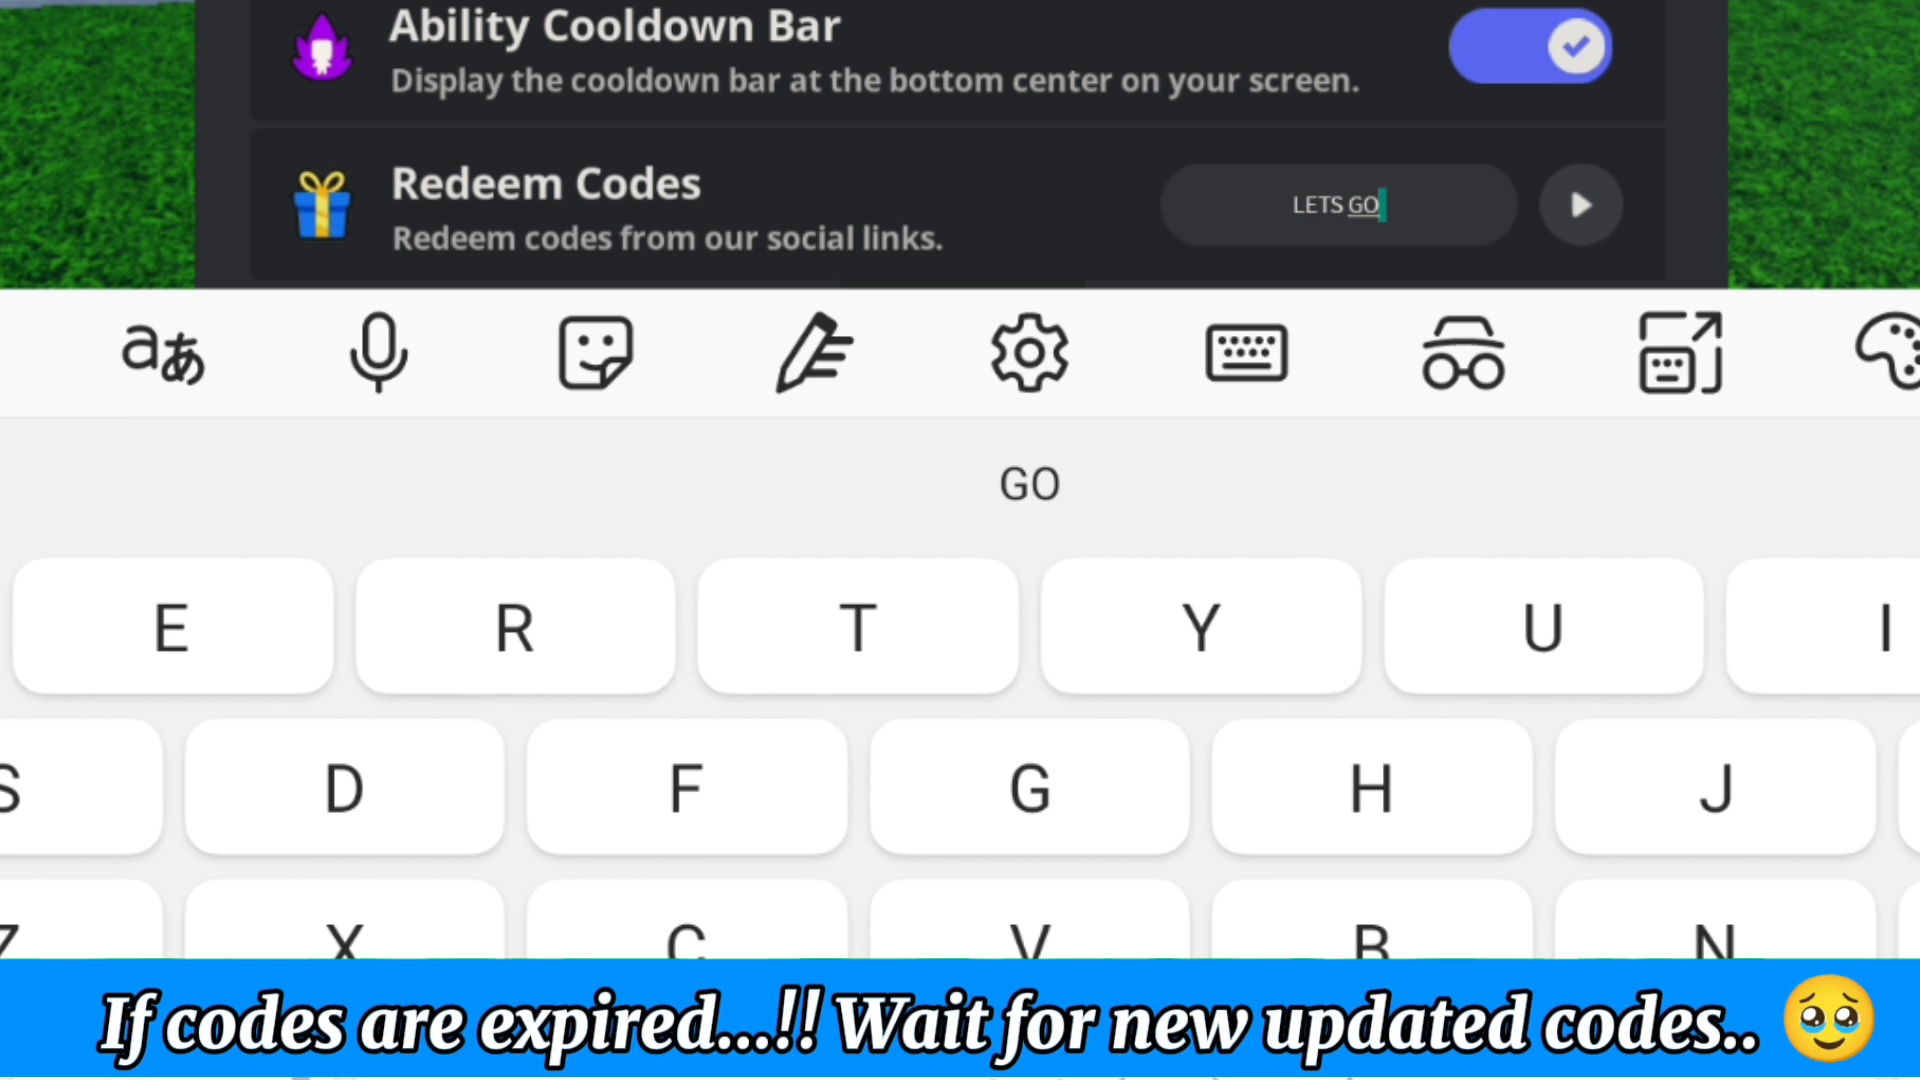 Ability Cooldown Bar
Display the cooldown bar at the bottom center on your screen.
Redeem Codes
LETS GO
Redeem codes from our social links.
aあ
GO
E R T Y U I
S D F G H J
Z X C V B N
If codes are expired...!! Wait for new updated codes..